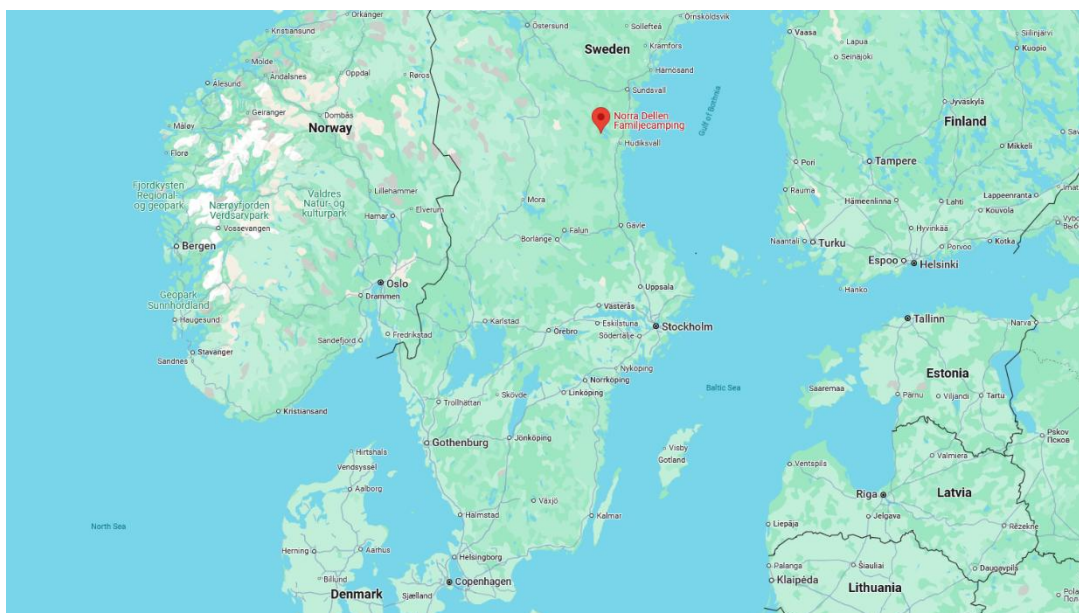 Kristiansund
Orkanger
Östersund
Sollefteå
Örnsköldsvik
Sweden
Kramfors
Härnösand
Sundsvall
Vaasa
Lapua
Seinäjoki
Siilinjärvi
Kuopio
Molde
Åndalsnes
Oppdal
Røros
Ålesund
Geiranger
Dombås
Norway
Måløy
Florø
Norra Dellen
Familjecamping
Hudiksvall
Gulf of Bothnia
Jyväskylä
Finland
Mikkeli
Pori
Tampere
Fjordkysten
Regional-
og geopark
Nærøyfjorden
Verdsarvpark
Valdres
Natur- og
kulturpark
Lillehammer
Hamar
Elverum
Mora
Rauma
Hämeenlinna
Lahti
Lappeenranta
Kouvola
Vossevangen
Bergen
Borlänge
Falun
Gävle
Naantali
Turku
Hyvinkää
Porvoo
Kotka
Espoo
Helsinki
Hanko
Oslo
Drammen
Uppsala
Geopark
Sunnhordland
Haugesund
Västerås
Karlstad
Örebro
Eskilstuna
Södertälje
Stockholm
Tallinn
Narva
Sandefjord
Fredrikstad
Stavanger
Sandnes
Nyköping
Norrköping
Linköping
Baltic Sea
Saaremaa
Estonia
Pärnu
Viljandi
Tartu
Trollhättan
Skövde
Kristiansand
Gothenburg
Jönköping
Visby
Gotland
Pskov
Псков
Hirtshals
Vendsyssel
Aalborg
Ventspils
Valmiera
Riga
Latvia
Växjö
Kalmar
Halmstad
Jelgava
Liepāja
Rēzekne
North Sea
Herning
Aarhus
Helsingborg
Billund
Denmark
Sjælland
Copenhagen
Palanga
Klaipėda
Šiauliai
Lithuania
Daugavpils